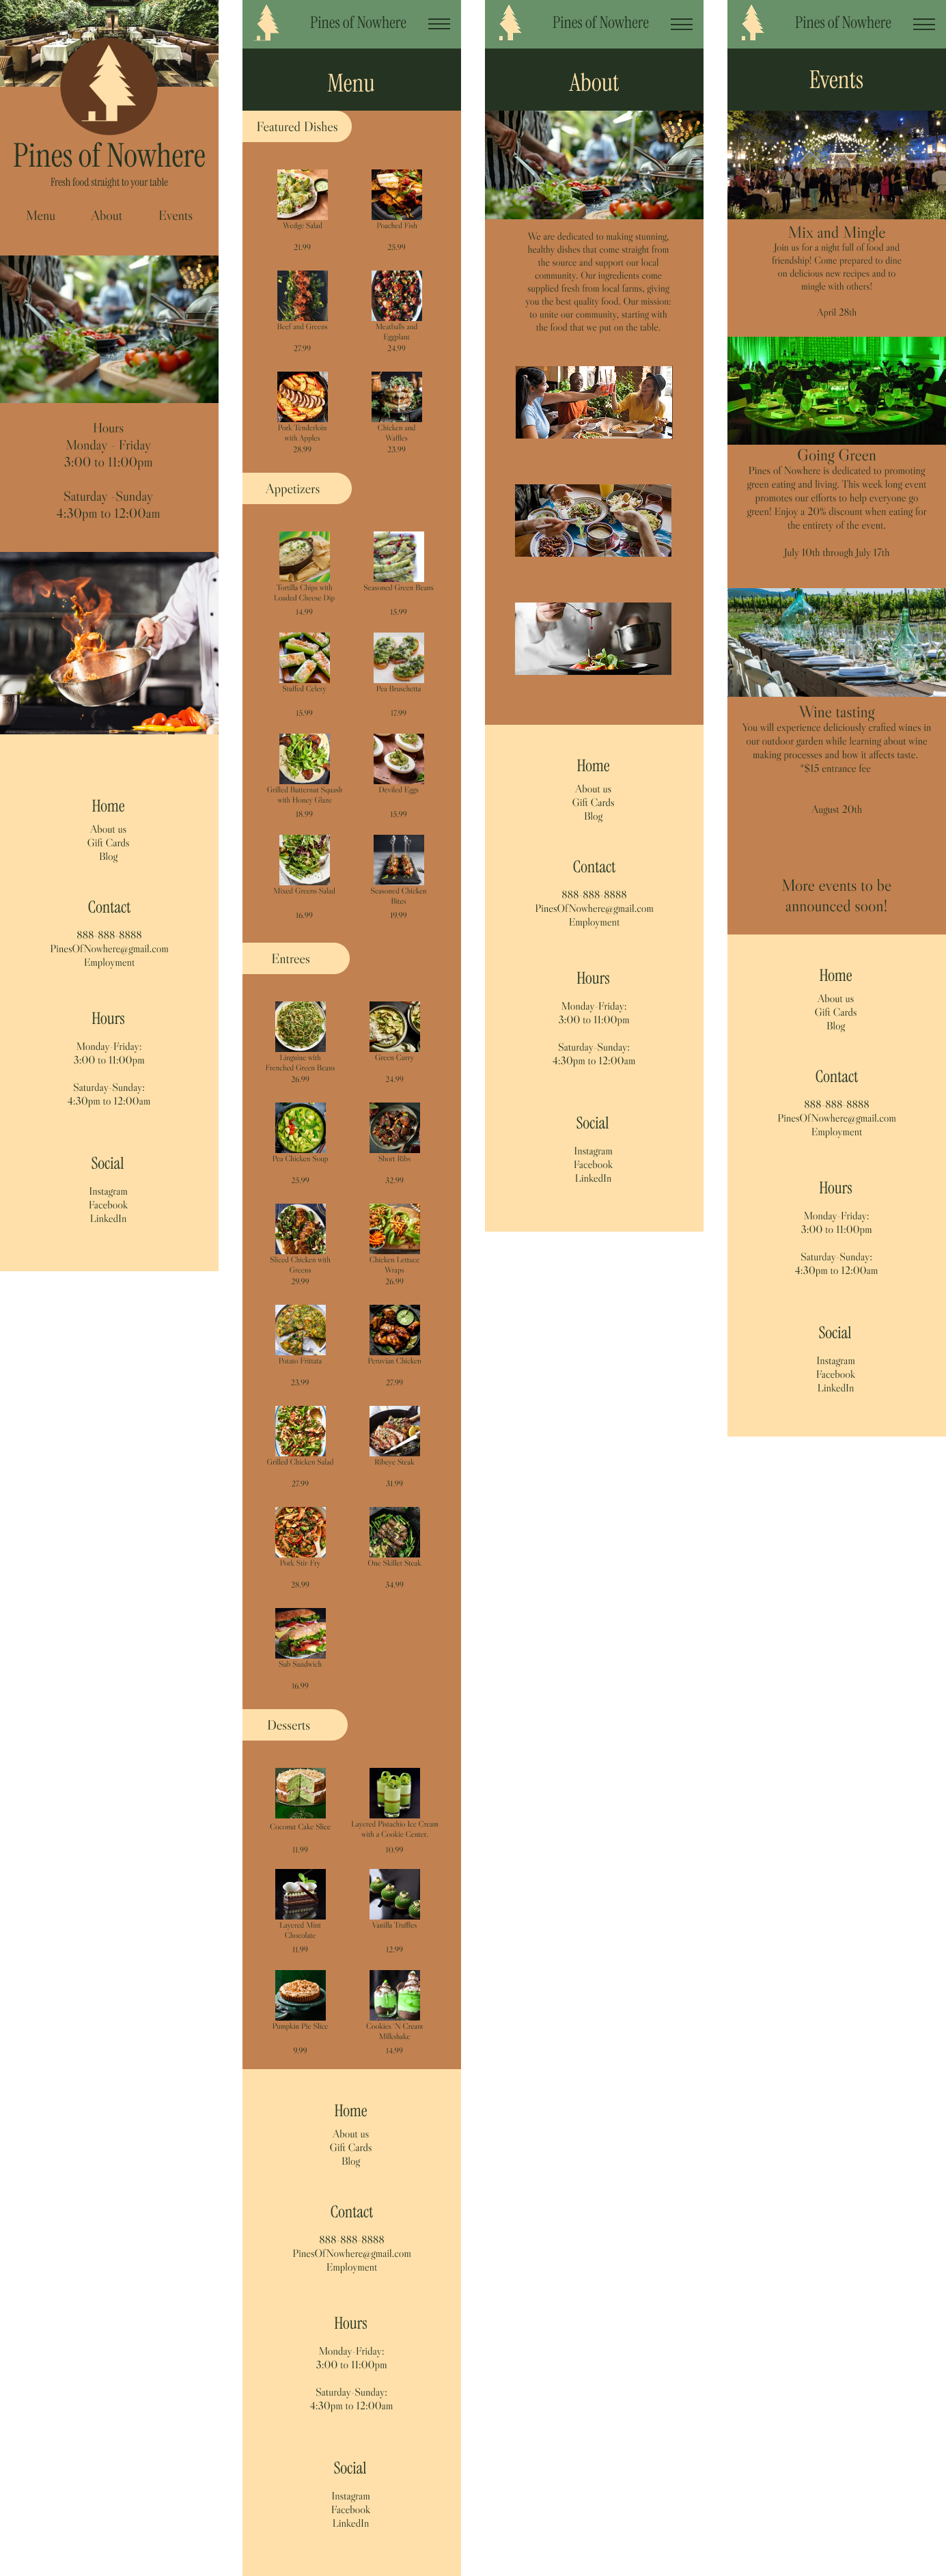 Pines of Nowhere
Fresh food straight to your table
Menu About Events
Hours
Monday - Friday
3:00 to 11:00pm
Saturday -Sunday
4:30pm to 12:00am
Home
About us
Gift Cards
Blog
Contact
888-888-8888
PinesOfNowhere@gmail.com
Employment
Hours
Monday-Friday:
3:00 to 11:00pm
Saturday-Sunday:
4:30pm to 12:00am
Social
Instagram
Facebook
LinkedIn
Pines of Nowhere
Menu
Featured Dishes
Wedge Salad
21.99
Poached Fish
25.99
Beef and Greens
27.99
Meatballs and
Eggplant
24.99
Pork Tenderloin
with Apples
28.99
Chicken and
Waffles
23.99
Appetizers
Tortilla Chips with
Loaded Cheese Dip
14.99
Seasoned Green Beans
15.99
Stuffed Celery
15.99
Pea Bruschetta
17.99
Grilled Butternut Squash
with Honey Glaze
18.99
Deviled Eggs
15.99
Mixed Greens Salad
16.99
Seasoned Chicken
Bites
19.99
Entrees
Linguine with
Frenched Green Beans
26.99
Green Curry
24.99
Pea Chicken Soup
25.99
Short Ribs
32.99
Sliced Chicken with
Greens
29.99
Chicken Lettuce
Wraps
26.99
Potato Frittata
23.99
Peruvian Chicken
27.99
Grilled Chicken Salad
27.99
Ribeye Steak
31.99
Pork Stir-Fry
28.99
One Skillet Steak
34.99
Sub Sandwich
16.99
Desserts
Coconut Cake Slice
11.99
Layered Pistachio Ice Cream
with a Cookie Center.
10.99
Layered Mint
Chocolate
11.99
Vanilla Truffles
12.99
Pumpkin Pie Slice
9.99
Cookies 'N Cream
Milkshake
14.99
Home
About us
Gift Cards
Blog
Contact
888-888-8888
PinesOfNowhere@gmail.com
Employment
Hours
Monday-Friday:
3:00 to 11:00pm
Saturday-Sunday:
4:30pm to 12:00am
Social
Instagram
Facebook
LinkedIn
Pines of Nowhere
About
We are dedicated to making stunning,
healthy dishes that come straight from
the source and support our local
community. Our ingredients come
supplied fresh from local farms, giving
you the best quality food. Our mission:
to unite our community, starting with
the food that we put on the table.
Home
About us
Gift Cards
Blog
Contact
888-888-8888
PinesOfNowhere@gmail.com
Employment
Hours
Monday-Friday:
3:00 to 11:00pm
Saturday-Sunday:
4:30pm to 12:00am
Social
Instagram
Facebook
LinkedIn
Pines of Nowhere
Events
Mix and Mingle
Join us for a night full of food and
friendship! Come prepared to dine
on delicious new recipes and to
mingle with others!
April 28th
Going Green
Pines of Nowhere is dedicated to promoting
green eating and living. This week long event
promotes our efforts to help everyone go
green! Enjoy a 20% discount when eating for
the entirety of the event.
July 10th through July 17th
Wine tasting
You will experience deliciously crafted wines in
our outdoor garden while learning about wine
making processes and how it affects taste.
*$15 entrance fee
August 20th
More events to be
announced soon!
Home
About us
Gift Cards
Blog
Contact
888-888-8888
PinesOfNowhere@gmail.com
Employment
Hours
Monday-Friday:
3:00 to 11:00pm
Saturday-Sunday:
4:30pm to 12:00am
Social
Instagram
Facebook
LinkedIn